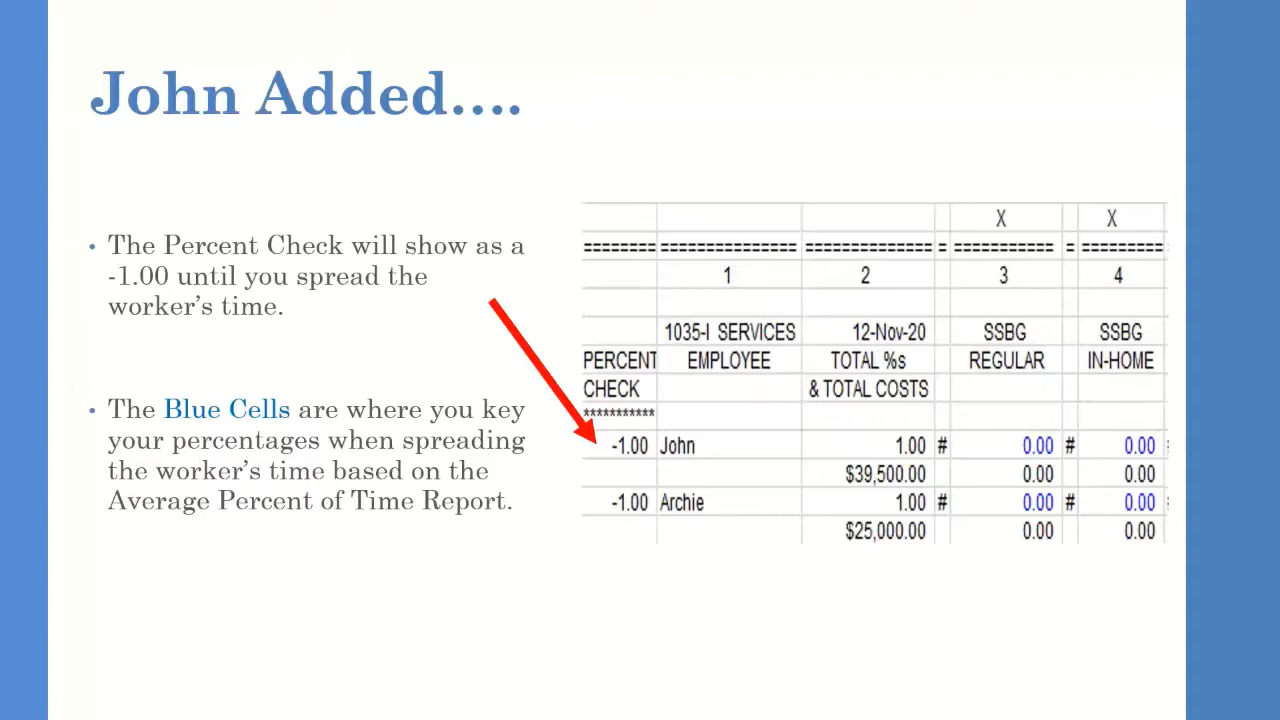 John Added….
• The Percent Check will show as a
-1.00 until you spread the
worker’s time.
• The Blue Cells are where you key
your percentages when spreading
the worker’s time based on the
Average Percent of Time Report.
X X
======== =============== ============== = =========== = =========
1 2 3 4
1035-I SERVICES 12-Nov-20 SSBG SSBG
PERCENT EMPLOYEE TOTAL %s REGULAR IN-HOME
CHECK & TOTAL COSTS
***********
-1.00 John 1.00 # 0.00 # 0.00
$39,500.00 0.00 0.00
-1.00 Archie 1.00 # 0.00 # 0.00
$25,000.00 0.00 0.00